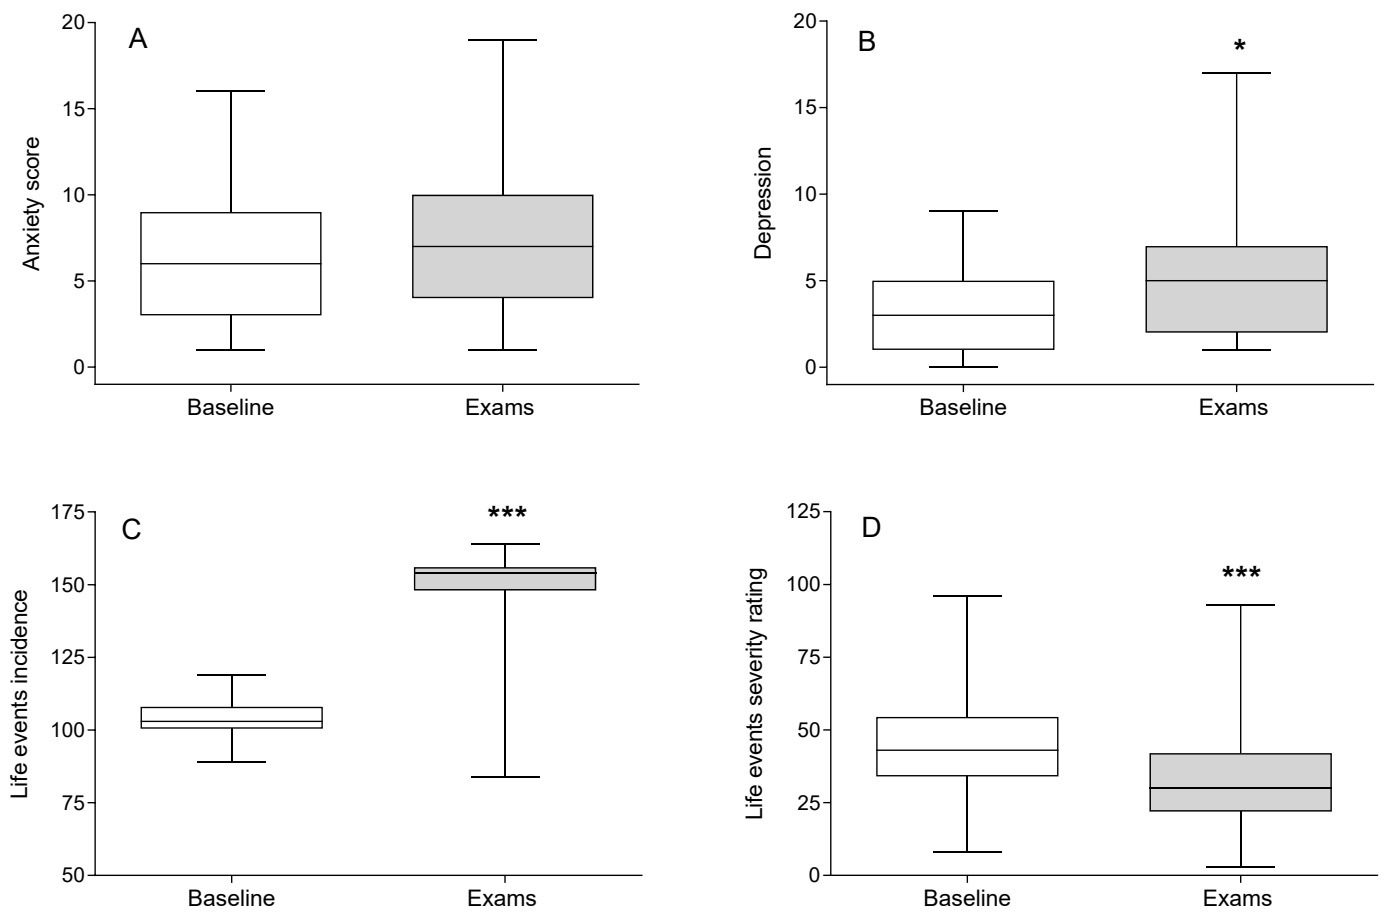 A
Anxiety score
20
15
10
5
0
Baseline
Exams
B
*
Depression
20
15
10
5
0
Baseline
Exams
C
***
Life events incidence
175
150
125
100
75
50
Baseline
Exams
D
***
Life events severity rating
125
100
75
50
25
0
Baseline
Exams